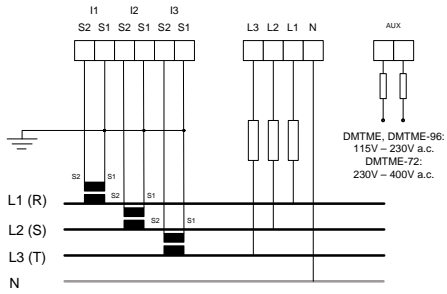 I1 I2 I3
S2 S1 S2 S1 S2 S1 L3 L2 L1 N AUX
DMTME, DMTME-96:
115V – 230V a.c.
DMTME-72:
230V – 400V a.c.
S2 S1
L1 (R) S2 S1
L2 (S) S2 S1
L3 (T)
N